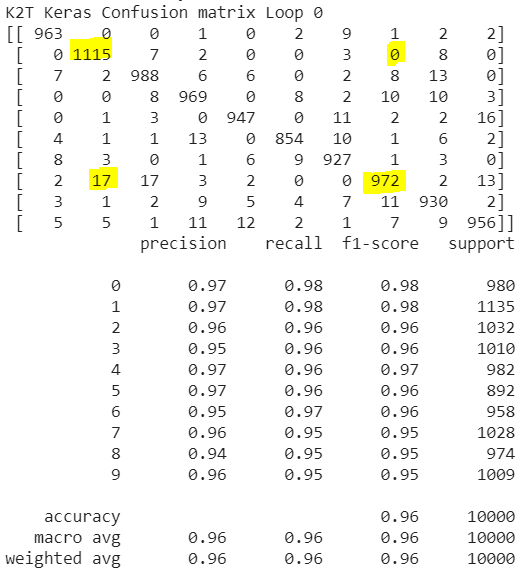 K2T Keras Confusion matrix Loop 0
[[ 963 0 0 1 0 2 9 1 2 2]
[ 0 1115 7 2 0 0 3 0 8 0]
[ 7 2 988 6 6 0 2 8 13 0]
[ 0 0 8 969 0 8 2 10 10 3]
[ 0 1 3 0 947 0 11 2 2 16]
[ 4 1 1 13 0 854 10 1 6 2]
[ 8 3 0 1 6 9 927 1 3 0]
[ 2 17 17 3 2 0 0 972 2 13]
[ 3 1 2 9 5 4 7 11 930 2]
[ 5 5 1 11 12 2 1 7 9 956]]
precision recall f1-score support
0 0.97 0.98 0.98 980
1 0.97 0.98 0.98 1135
2 0.96 0.96 0.96 1032
3 0.95 0.96 0.96 1010
4 0.97 0.96 0.97 982
5 0.97 0.96 0.96 892
6 0.95 0.97 0.96 958
7 0.96 0.95 0.95 1028
8 0.94 0.95 0.95 974
9 0.96 0.95 0.95 1009
accuracy 0.96 10000
macro avg 0.96 0.96 0.96 10000
weighted avg 0.96 0.96 0.96 10000